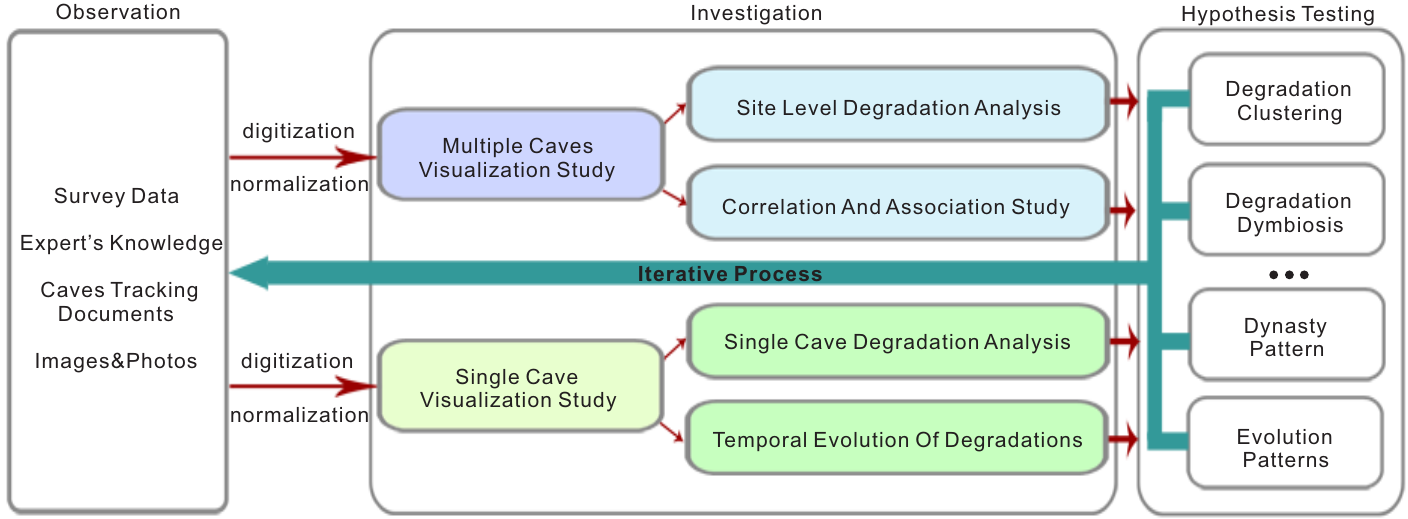 Observation
Investigation
Hypothesis Testing
Survey Data
Expert's Knowledge
Caves Tracking
Documents
Images&Photos
digitization
normalization
digitization
normalization
Multiple Caves
Visualization Study
Site Level Degradation Analysis
Correlation And Association Study
Iterative Process
Single Cave
Visualization Study
Single Cave Degradation Analysis
Temporal Evolution Of Degradations
Degradation
Clustering
Degradation
Dymbiosis
•••
Dynasty
Pattern
Evolution
Patterns